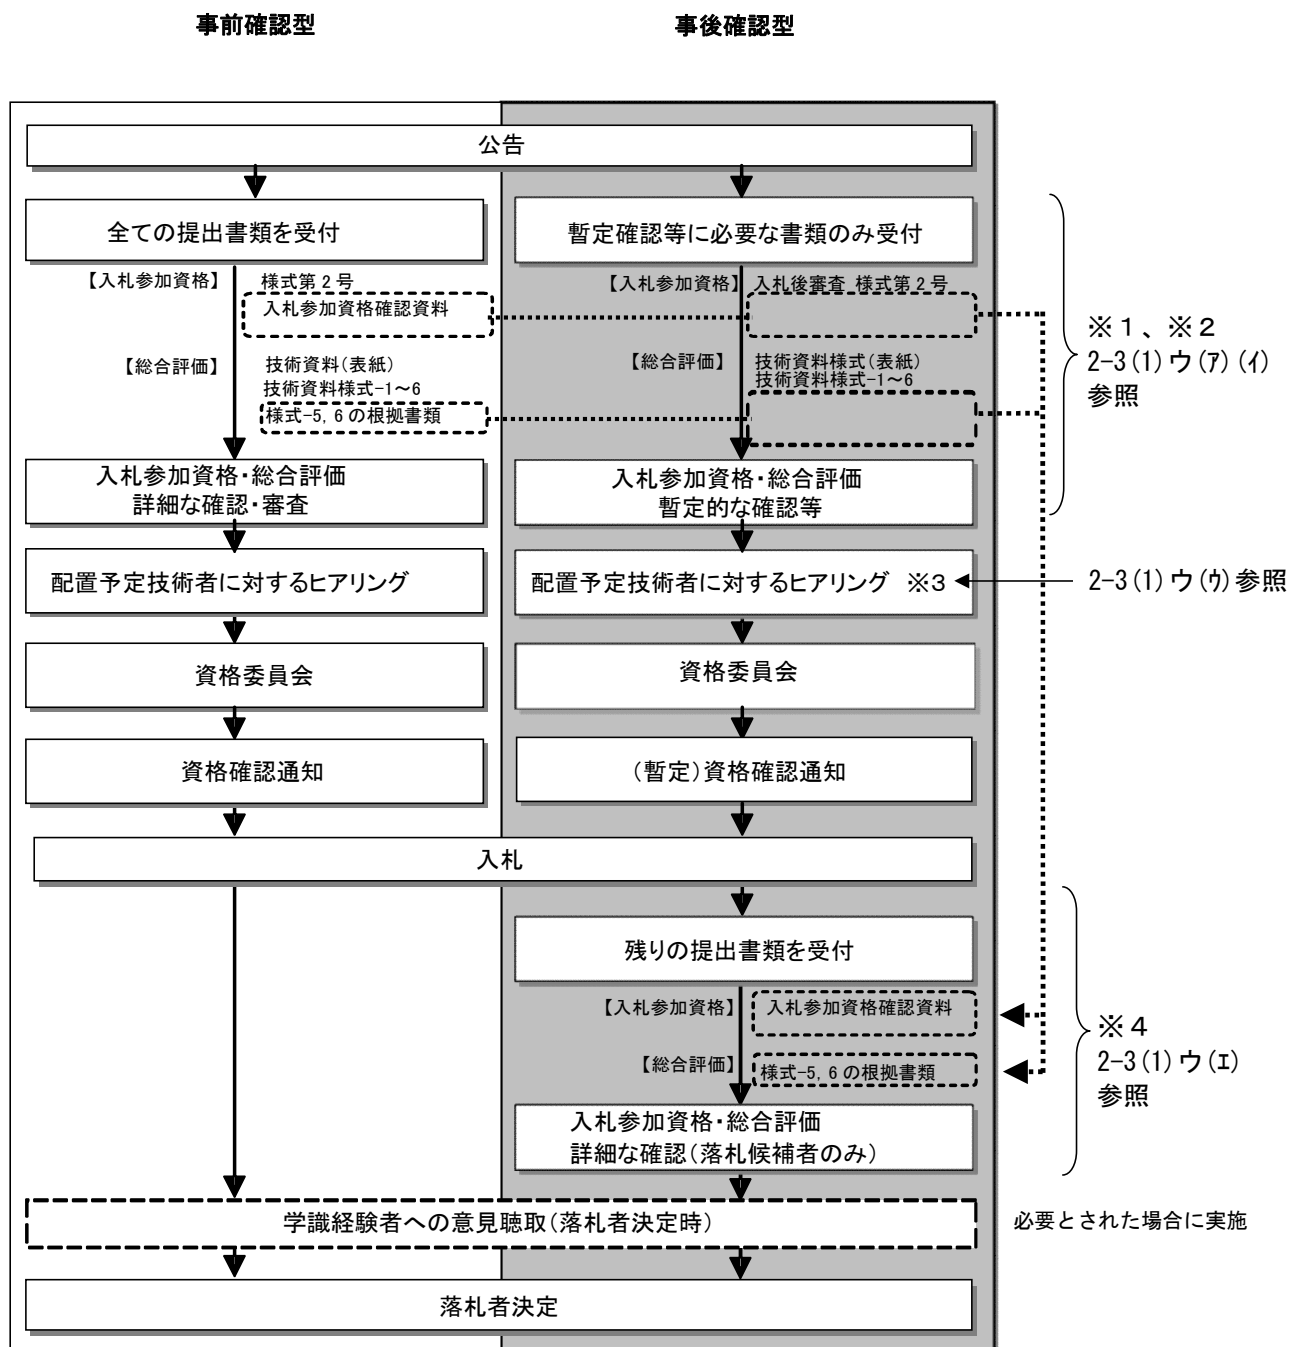 事前確認型
事後確認型
公告
全ての提出書類を受付
暫定確認等に必要な書類のみ受付
【入札参加資格】 様式第2号
入札参加資格確認資料
【入札参加資格】 入札後審査 様式第2号
【総合評価】 技術資料(表紙)
技術資料様式-1~6
様式-5,6の根拠書類
【総合評価】 技術資料様式(表紙)
技術資料様式-1~6
※1、※2
2-3(1)ウ(ア)(イ)
参照
入札参加資格・総合評価
詳細な確認・審査
入札参加資格・総合評価
暫定的な確認等
配置予定技術者に対するヒアリング
配置予定技術者に対するヒアリング ※3
2-3(1)ウ(ウ)参照
資格委員会
資格委員会
資格確認通知
(暫定)資格確認通知
入札
残りの提出書類を受付
【入札参加資格】 入札参加資格確認資料
【総合評価】 様式-5,6の根拠書類
※4
2-3(1)ウ(エ)
参照
入札参加資格・総合評価
詳細な確認(落札候補者のみ)
学識経験者への意見聴取(落札者決定時)
必要とされた場合に実施
落札者決定